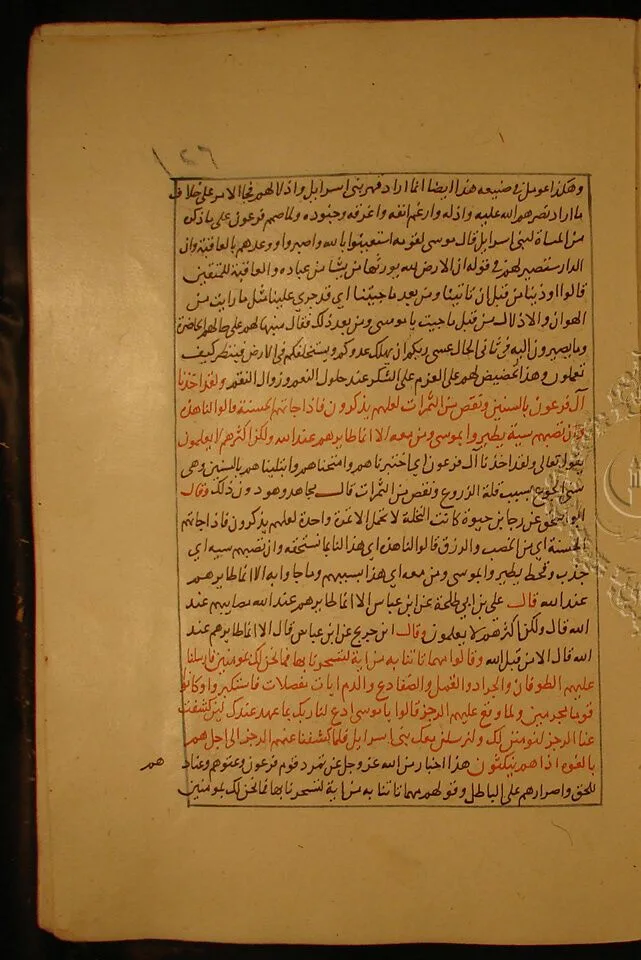 ١٤٦
وهكذا عومل في صنيعه هذا ايضا انما اراد قهر بني اسرائيل واذلالهم فجاء الامر على خلاف
ما اراد نصرهم الله عليه واذله وارغم انفه واغرقه وجنوده ولما صمم فرعون على ما ذكره
من المساة لبني اسرايل قال موسى لقومه استعينوا بالله واصبروا ووعدهم بالعاقبة وان
الدار ستصير لهم في قوله ان الارض لله يورثها من يشا من عباده والعاقبة للمتقين
قالوا اوذينا من قبل ان تاتينا ومن بعد ما جيتنا اي قد جري علينا مثل ما رايت من
الهوان والاذلال من قبل ما جيت يا موسى ومن بعد ذلك فقال منبها لهم على حالهم الحاضرة
وما يصيرون اليه في ثاني الحال عسى ربكم ان يهلك عدوكم ويستخلفكم في الارض فينظر كيف
تعملون وهذا تحضيض لهم على العزم على الشكر عند حلول النعم وزوال النقم ولقد اخذنا
آل فرعون بالسنين ونقص من الثمرات لعلهم يذكرون فاذا جاتهم الحسنة قالوا لنا هذه
وان تصبهم سية يطيروا بموسى ومن معه الا انما طايرهم عند الله ولكن اكثرهم لا يعلمون
يقول تعالى ولقد اخذنا آل فرعون اي اختبرناهم وامتحناهم وابتليناهم بالسنين وهي
سني الجوع بسبب قلة الزروع ونقص من الثمرات قال مجاهد وهو دون ذلك وقال
ابو اسحق عن رجا بن حيوة كانت النخلة لا تحمل الا ثمرة واحدة لعلهم يذكرون فاذا جاتهم
الحسنة اي من الخصب والرزق قالوا لنا هذه اي هذا لنا بما نستحقه وان تصبهم سيه اي
جدب وقحط يطيروا بموسى ومن معه اي هذا بسببهم وما جاوا به الا انما طايرهم
عند الله قال علي بن ابي طلحة عن ابن عباس الا انما طايرهم عند الله مصايبهم عند
الله قال ولكن اكثرهم لا يعلمون وقال ابن جريج عن ابن عباس قال الا انما طايرهم عند
الله قال الا من قبل الله وقالوا مهما تاتنا به من اية لتسحرنا بها فما نحن لك بمومنين فارسلنا
عليهم الطوفان والجراد والقمل والضفادع والدم ايات مفصلات فاستكبروا وكانوا
قوما مجرمين ولما وقع عليهم الرجز قالوا يا موسى ادع لنا ربك بما عهد عندك لين كشفت
عنا الرجز لنومنن لك ولنرسلن معك بني اسرايل فلما كشفنا عنهم الرجز الى اجل هم
بالغوه اذا هم ينكثون هذا اخبار من الله عز وجل عن تمرد قوم فرعون وعتوهم وعنادهم
للحق واصرارهم على الباطل وقولهم مهما تاتنا به من اية لتسحرنا بها فما نحن لك بمومنين